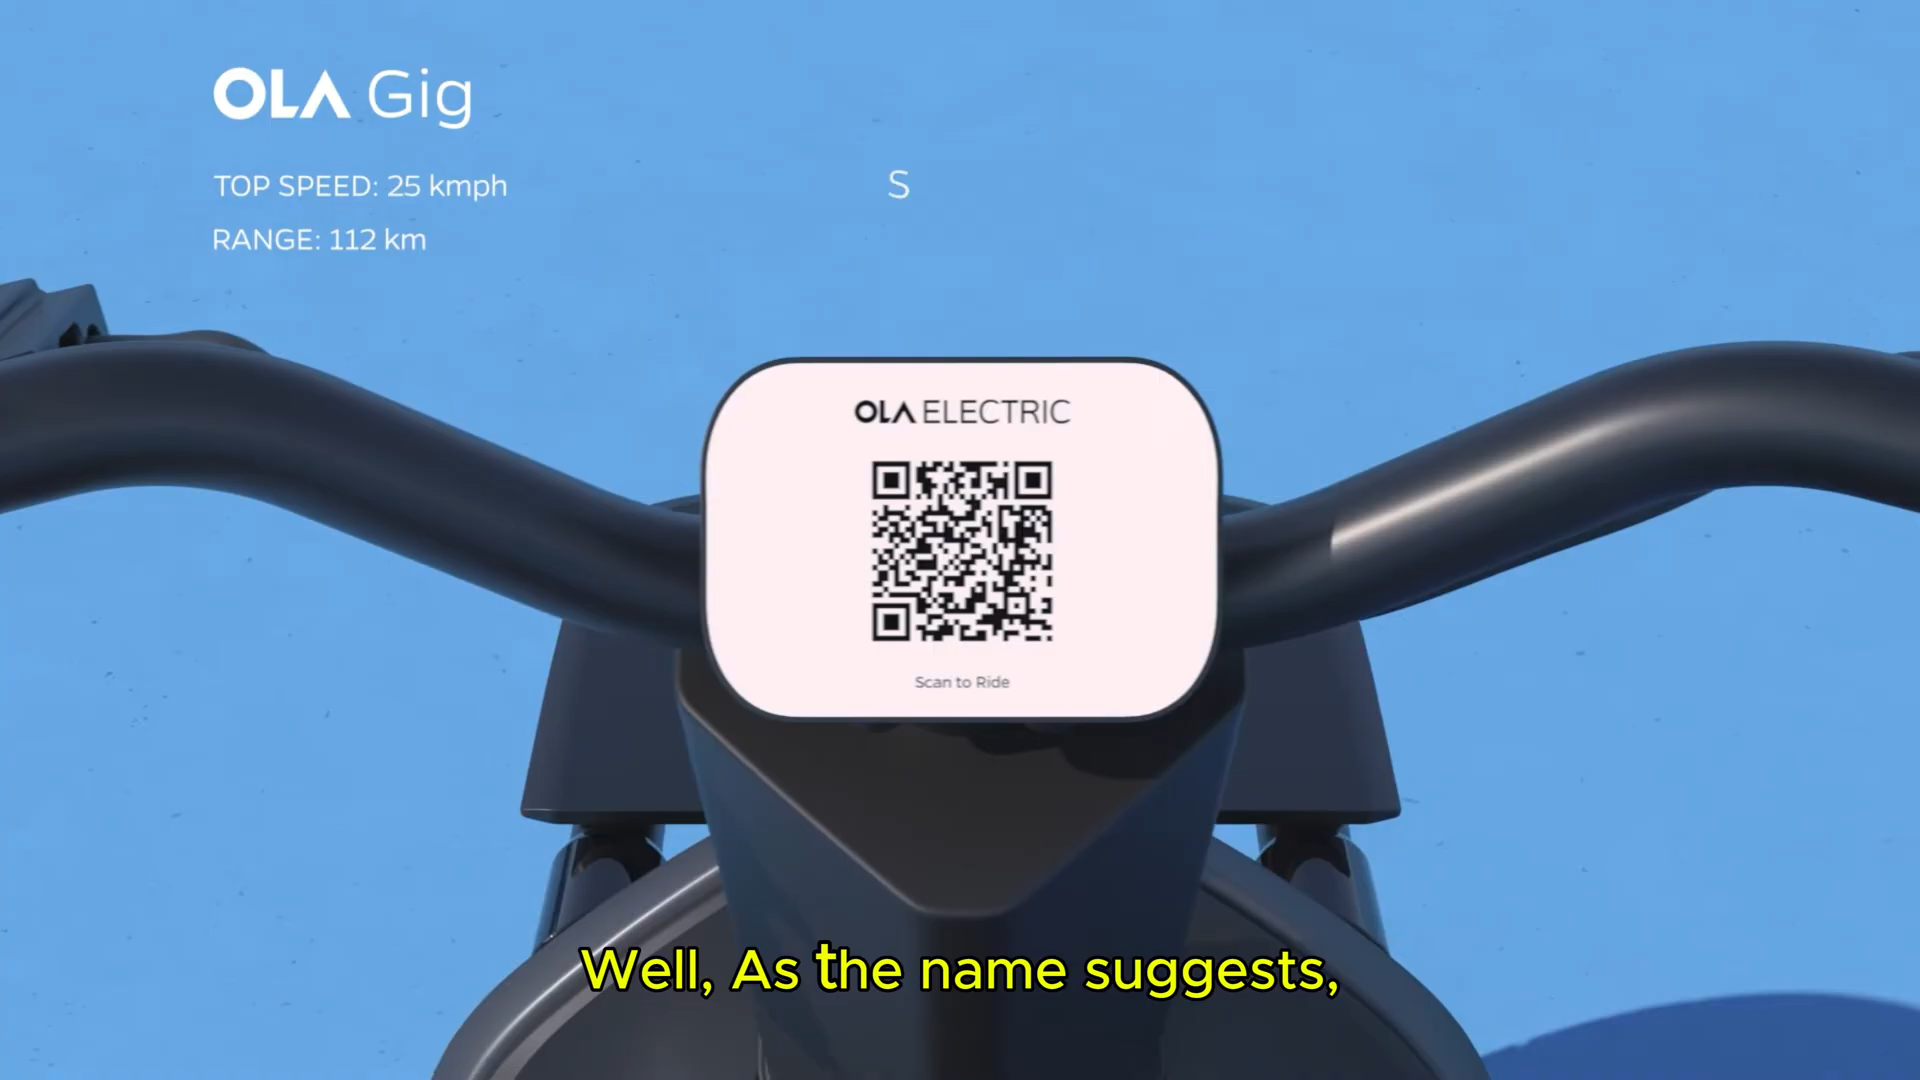 OLA Gig
TOP SPEED: 25 kmph
S
RANGE: 112 km
OLA ELECTRIC
Scan to Ride
Well, As the name suggests,